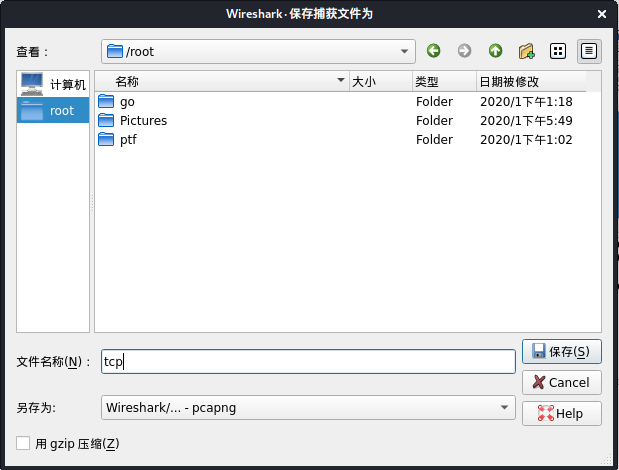 Wireshark·保存捕获文件为
查看：
/root
计算机
root
名称 大小 类型 日期被修改
go Folder 2020/1下午1:18
Pictures Folder 2020/1下午5:49
ptf Folder 2020/1下午1:02
文件名称(N)： tcp 保存(S)
Cancel
另存为: Wireshark/... - pcapng Help
用 gzip 压缩(Z)